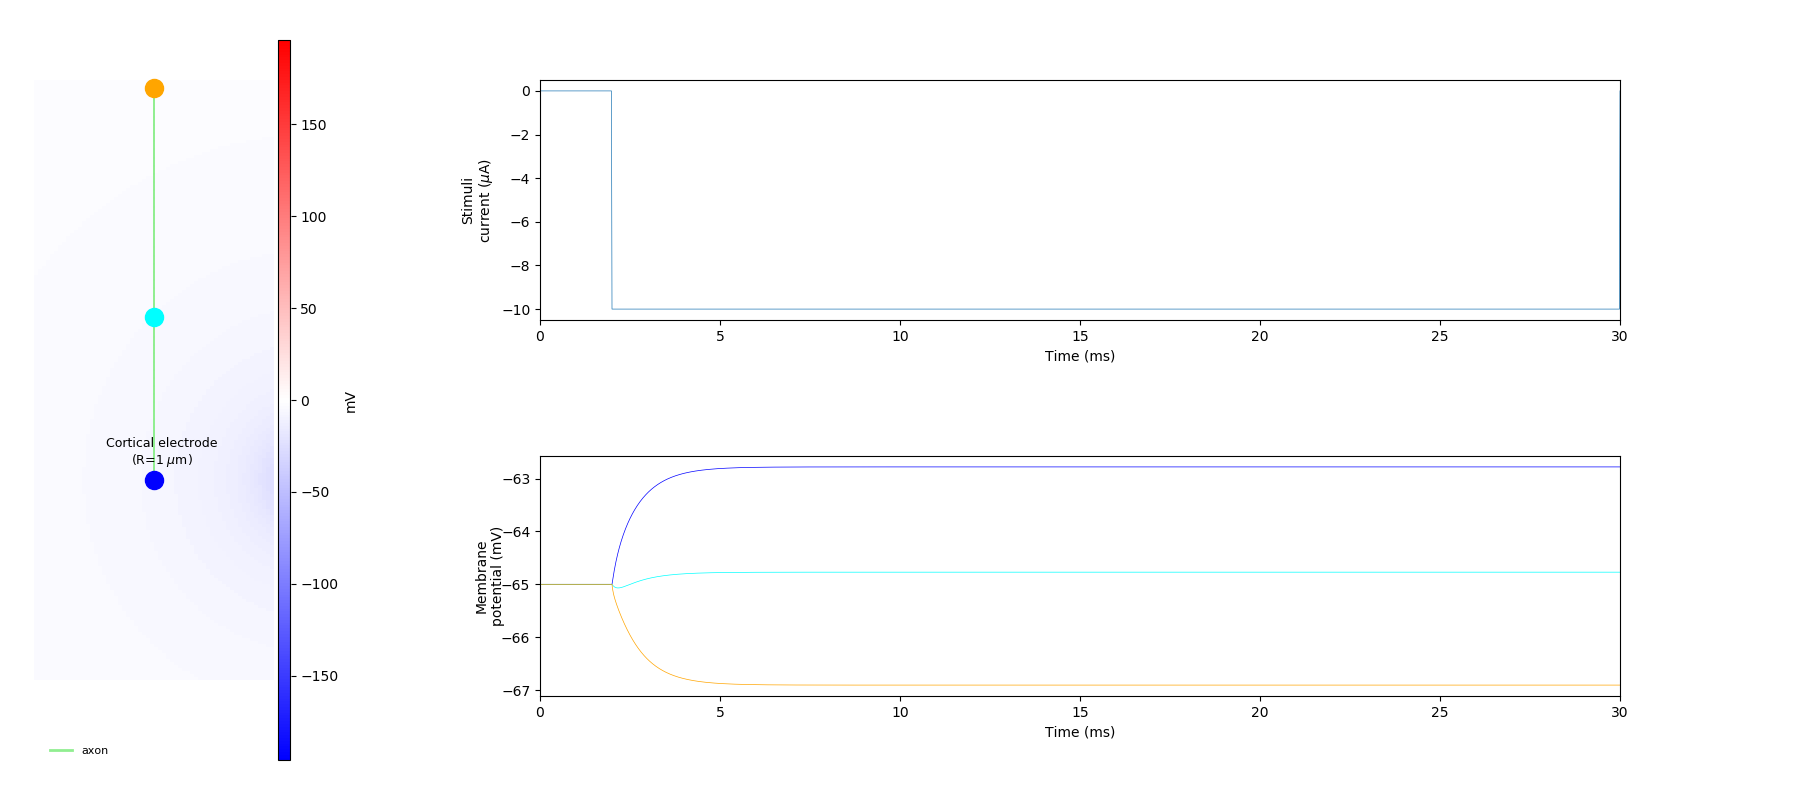 150
100
50
0
−50
−100
−150
mV
Cortical electrode
(R=1 μm)
axon
Stimuli
current (μA)
0
−2
−4
−6
−8
−10
0 5 10 15 20 25 30
Time (ms)
Membrane
potential (mV)
−63
−64
−65
−66
−67
0 5 10 15 20 25 30
Time (ms)